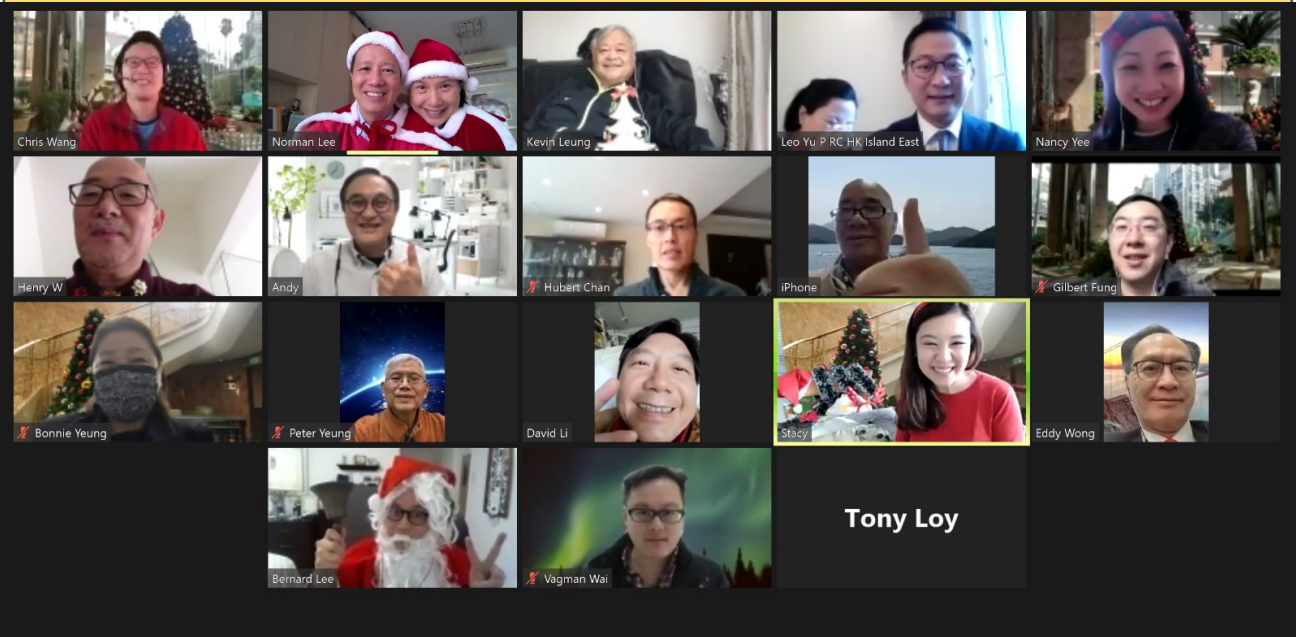 Chris Wang
Norman Lee
Kevin Leung
Leo Yu P RC HK Island East
Nancy Yee
Henry W
Andy
Hubert Chan
iPhone
Gilbert Fung
Bonnie Yeung
Peter Yeung
David Li
Stacy
Eddy Wong
Bernard Lee
Vagman Wai
Tony Loy